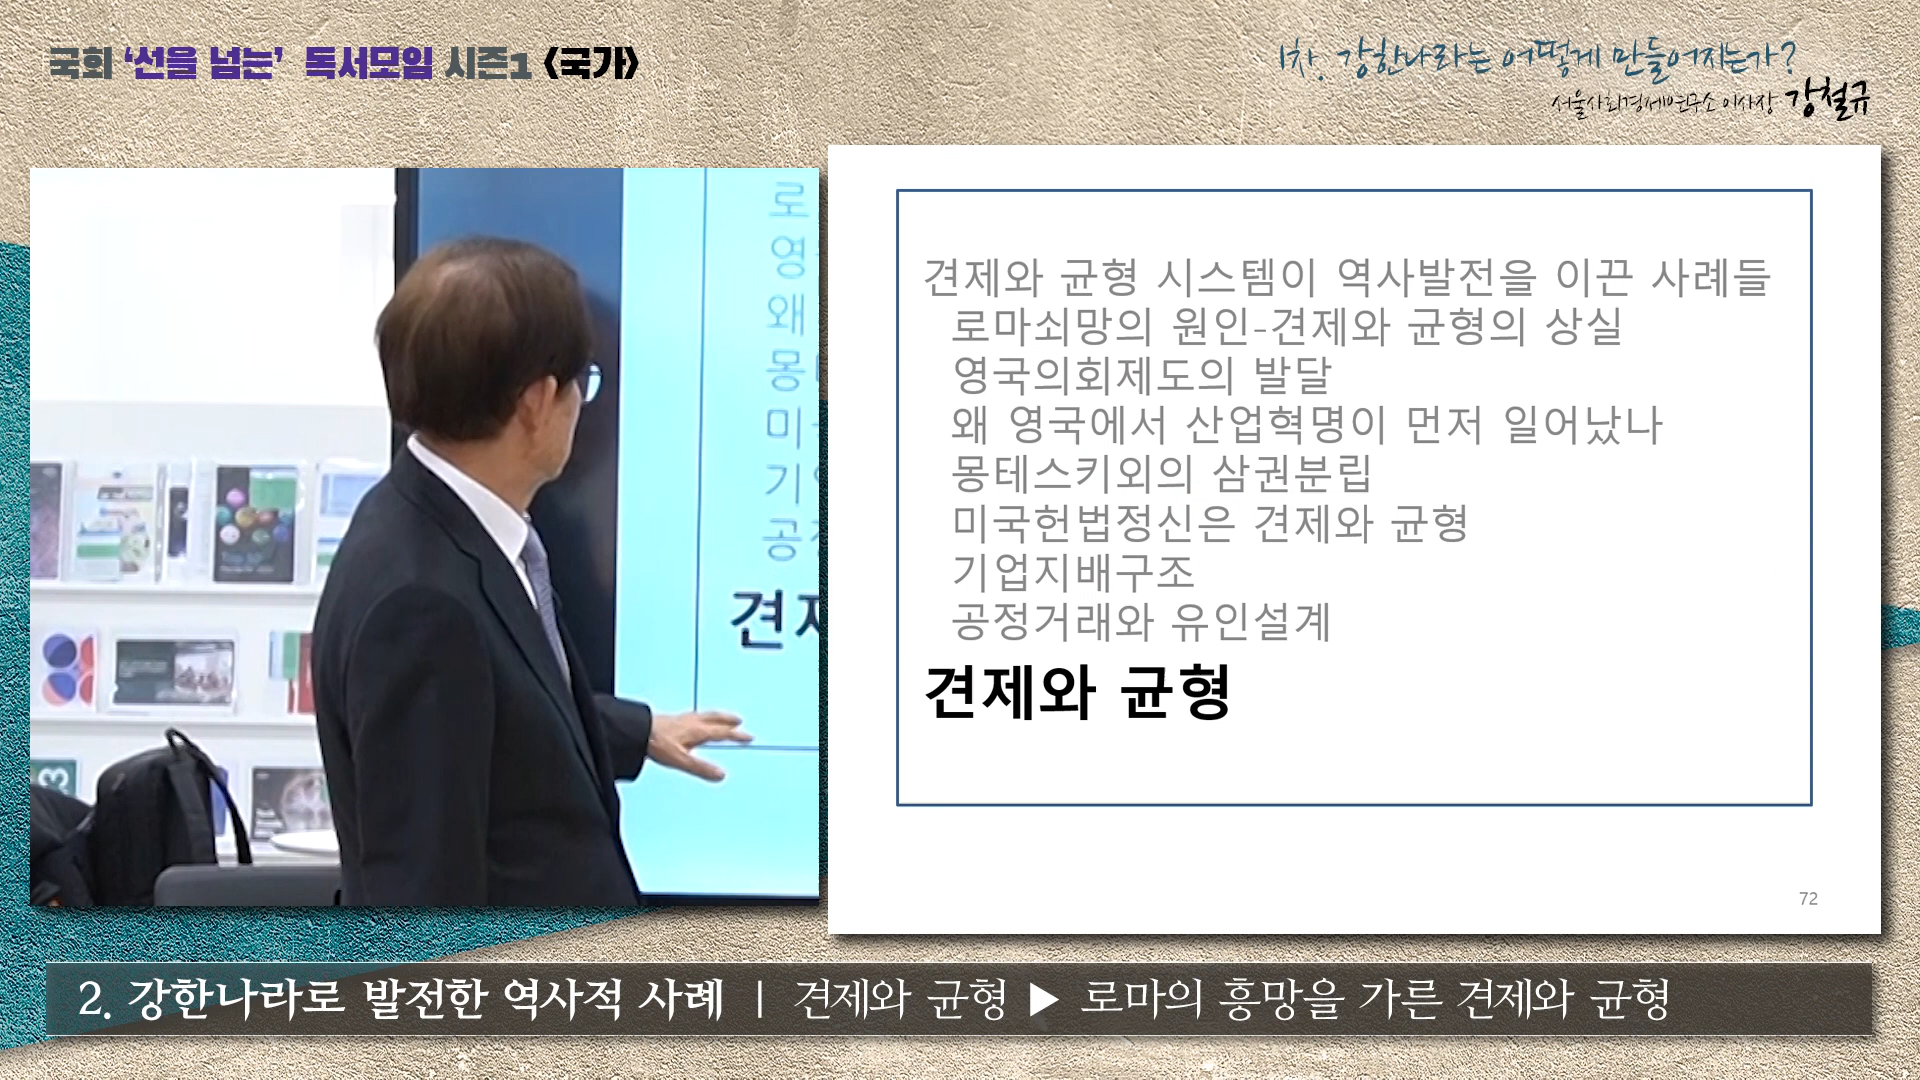 국회 ‘선을 넘는’ 독서모임 시즌1 <국가>
1차. 강한나라는 어떻게 만들어지는가?
서울사회경제연구소 이사장 강철규
로
영
왜
몽
미
기
공
견제
견제와 균형 시스템이 역사발전을 이끈 사례들
로마쇠망의 원인-견제와 균형의 상실
영국의회제도의 발달
왜 영국에서 산업혁명이 먼저 일어났나
몽테스키외의 삼권분립
미국헌법정신은 견제와 균형
기업지배구조
공정거래와 유인설계
견제와 균형
72
2. 강한나라로 발전한 역사적 사례 | 견제와 균형 ▶ 로마의 흥망을 가른 견제와 균형